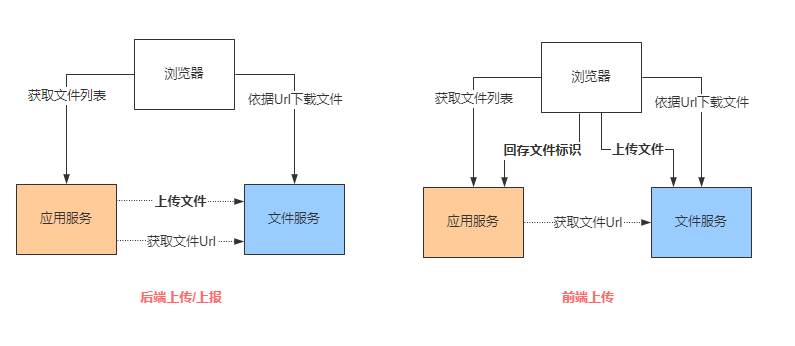 浏览器
获取文件列表
依据Url下载文件
应用服务
上传文件
获取文件Url
文件服务
后端上传/上报
浏览器
获取文件列表
依据Url下载文件
回存文件标识
上传文件
应用服务
获取文件Url
文件服务
前端上传